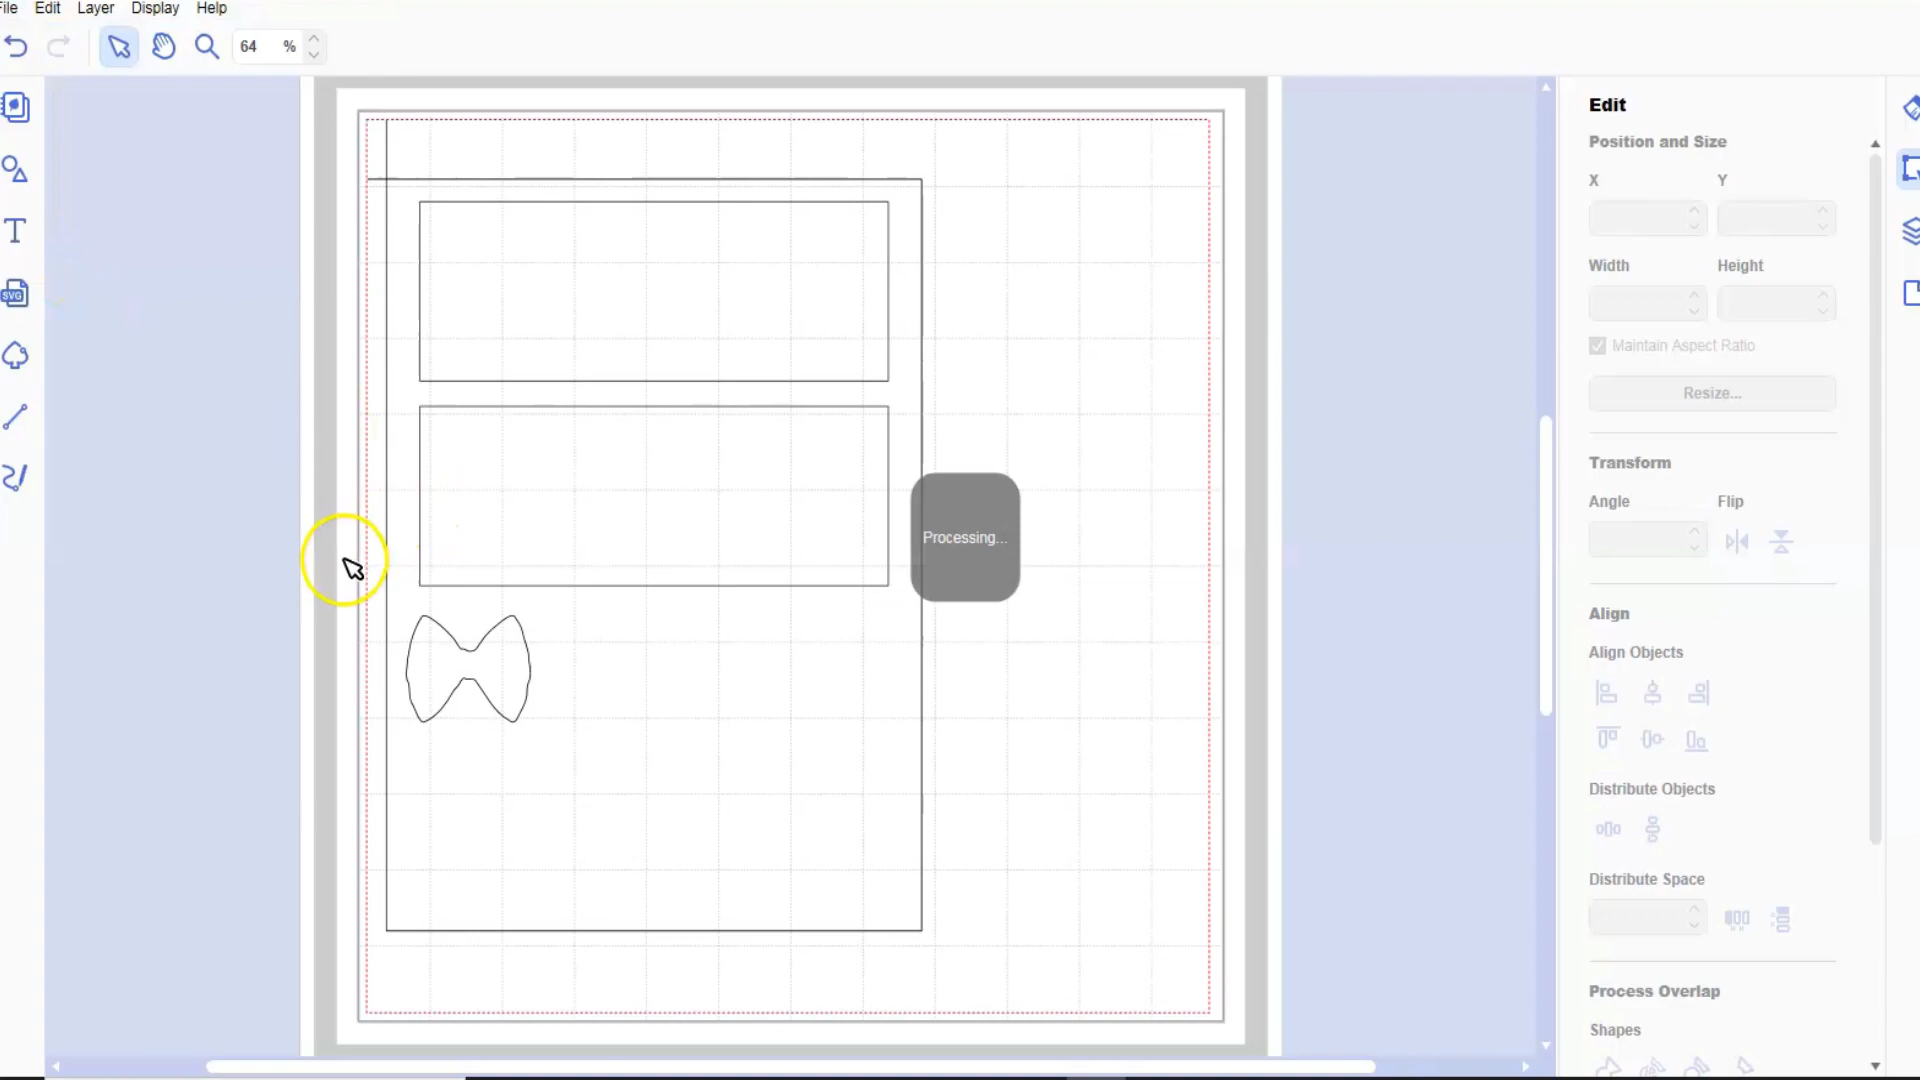 File Edit Layer Display Help
64 %
SVG
Processing...
Edit
Position and Size
X Y
Width Height
Maintain Aspect Ratio
Resize...
Transform
Angle Flip
Align
Align Objects
Distribute Objects
Distribute Space
Process Overlap
Shapes